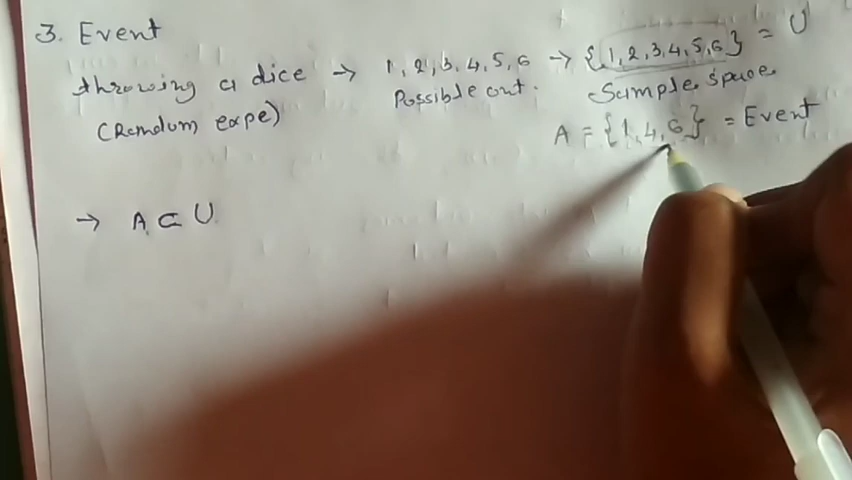 3. Event
throwing a dice → 1, 2, 3, 4, 5, 6 → {1, 2, 3, 4, 5, 6} = U
(Random expe) Possible out. Sample space
A = {1, 4, 6} = Event
→ A ⊂ U